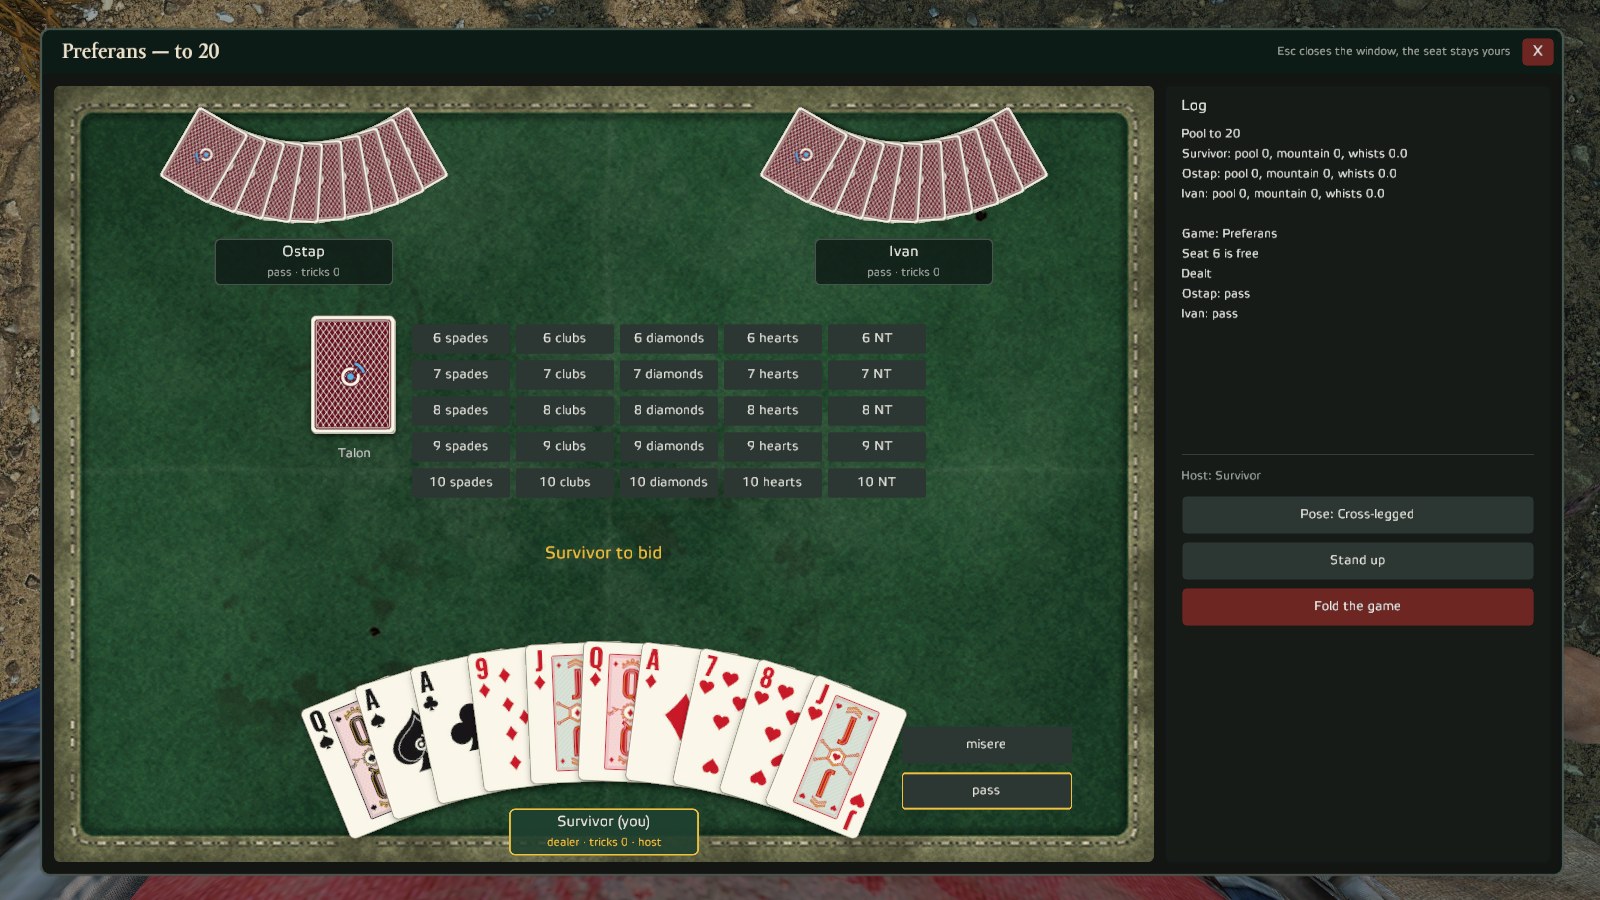 Preferans — to 20
Esc closes the window, the seat stays yours
X
Ostap
pass · tricks 0
Ivan
pass · tricks 0
Talon
6 spades
6 clubs
6 diamonds
6 hearts
6 NT
7 spades
7 clubs
7 diamonds
7 hearts
7 NT
8 spades
8 clubs
8 diamonds
8 hearts
8 NT
9 spades
9 clubs
9 diamonds
9 hearts
9 NT
10 spades
10 clubs
10 diamonds
10 hearts
10 NT
Survivor to bid
Q
A
A
9
J
Q
A
7
8
J
J
misere
pass
Survivor (you)
dealer · tricks 0 · host
Log
Pool to 20
Survivor: pool 0, mountain 0, whists 0.0
Ostap: pool 0, mountain 0, whists 0.0
Ivan: pool 0, mountain 0, whists 0.0
Game: Preferans
Seat 6 is free
Dealt
Ostap: pass
Ivan: pass
Host: Survivor
Pose: Cross-legged
Stand up
Fold the game